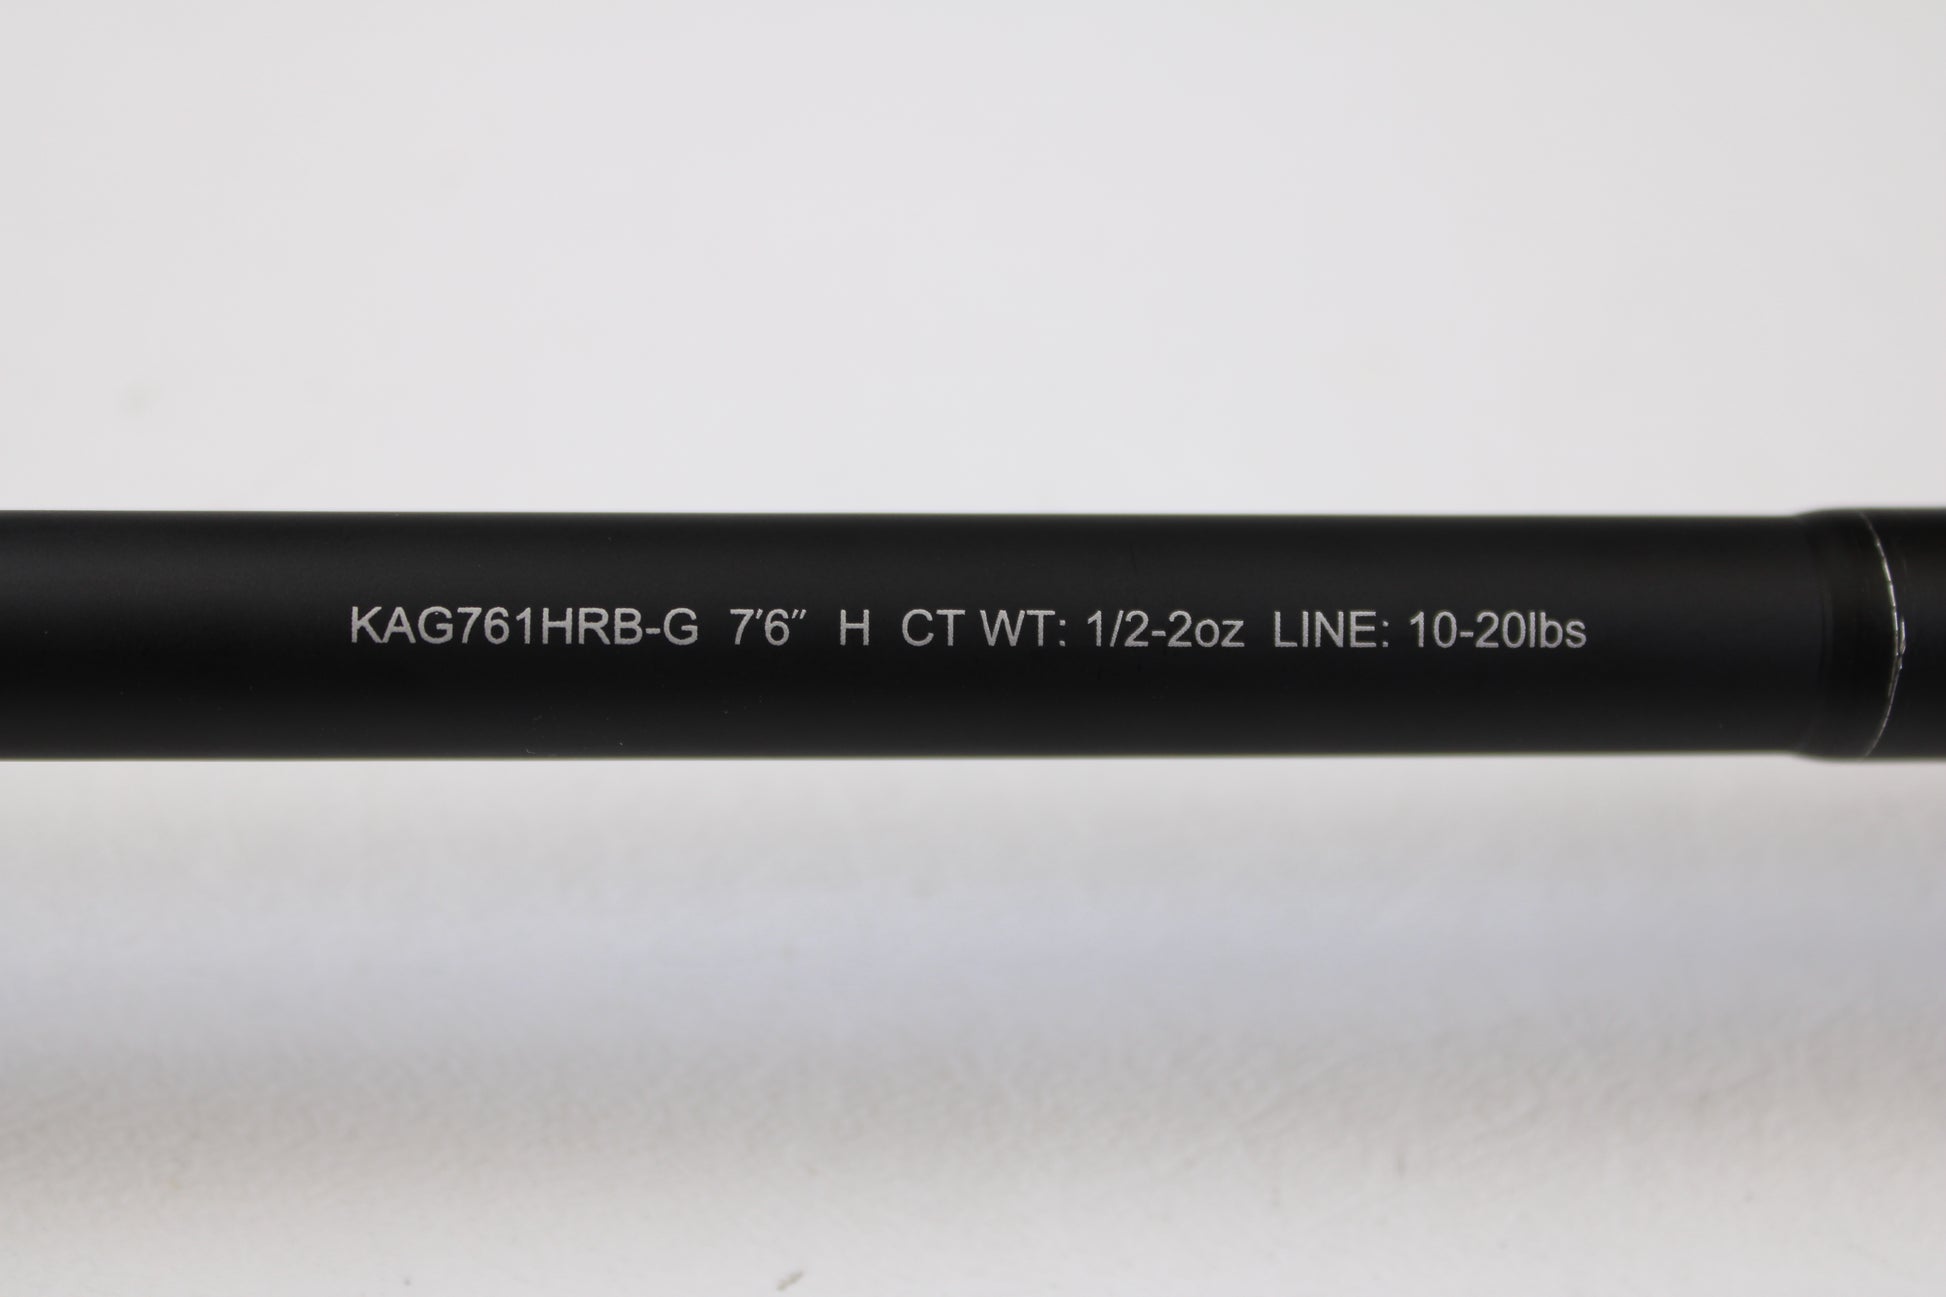 KAG761HRB-G 7'6" H CT WT: 1/2-2oz LINE: 10-20lbs